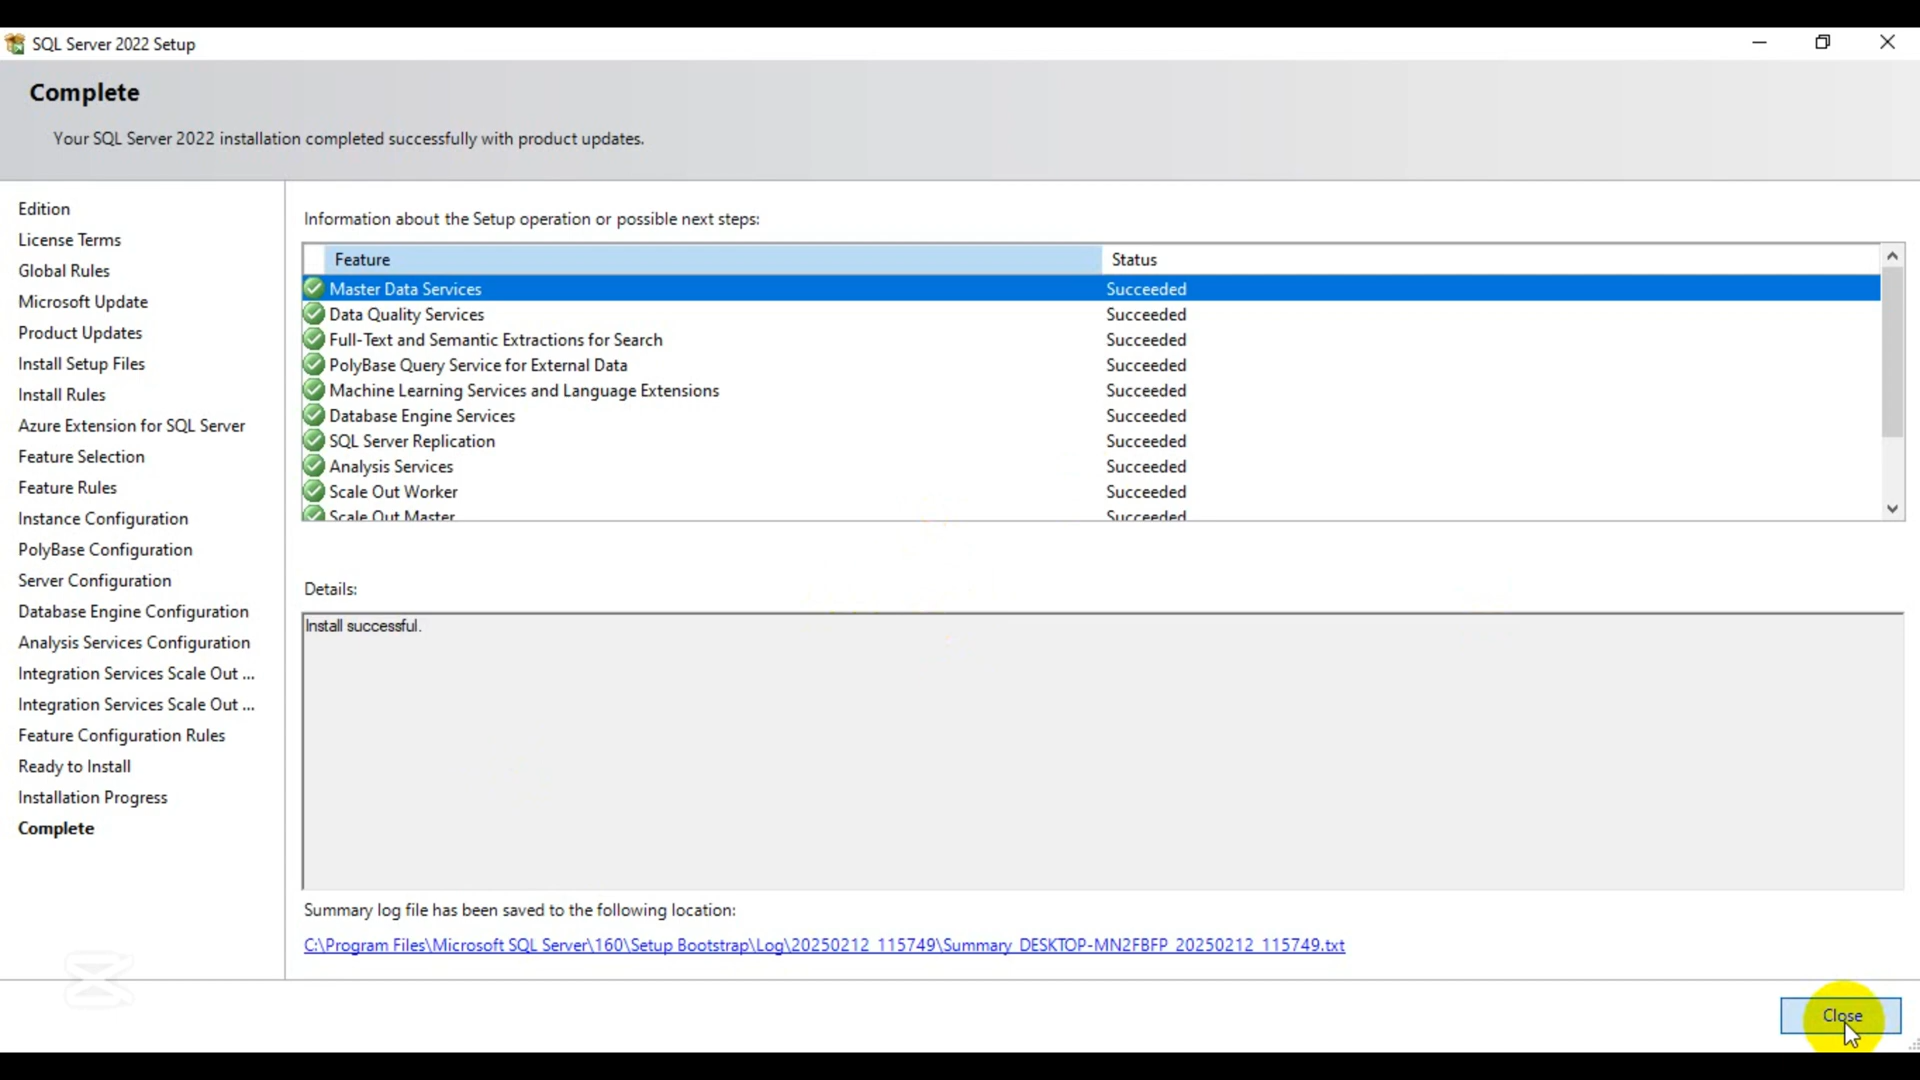 SQL Server 2022 Setup
Complete
Your SQL Server 2022 installation completed successfully with product updates.
Edition
License Terms
Global Rules
Microsoft Update
Product Updates
Install Setup Files
Install Rules
Azure Extension for SQL Server
Feature Selection
Feature Rules
Instance Configuration
PolyBase Configuration
Server Configuration
Database Engine Configuration
Analysis Services Configuration
Integration Services Scale Out ...
Integration Services Scale Out ...
Feature Configuration Rules
Ready to Install
Installation Progress
Complete
Information about the Setup operation or possible next steps:
Feature Status
Master Data Services Succeeded
Data Quality Services Succeeded
Full-Text and Semantic Extractions for Search Succeeded
PolyBase Query Service for External Data Succeeded
Machine Learning Services and Language Extensions Succeeded
Database Engine Services Succeeded
SQL Server Replication Succeeded
Analysis Services Succeeded
Scale Out Worker Succeeded
Scale Out Master Succeeded
Details:
Install successful.
Summary log file has been saved to the following location:
C:\Program Files\Microsoft SQL Server\160\Setup Bootstrap\Log\20250212_115749\Summary_DESKTOP-MN2FBFP_20250212_115749.txt
Close